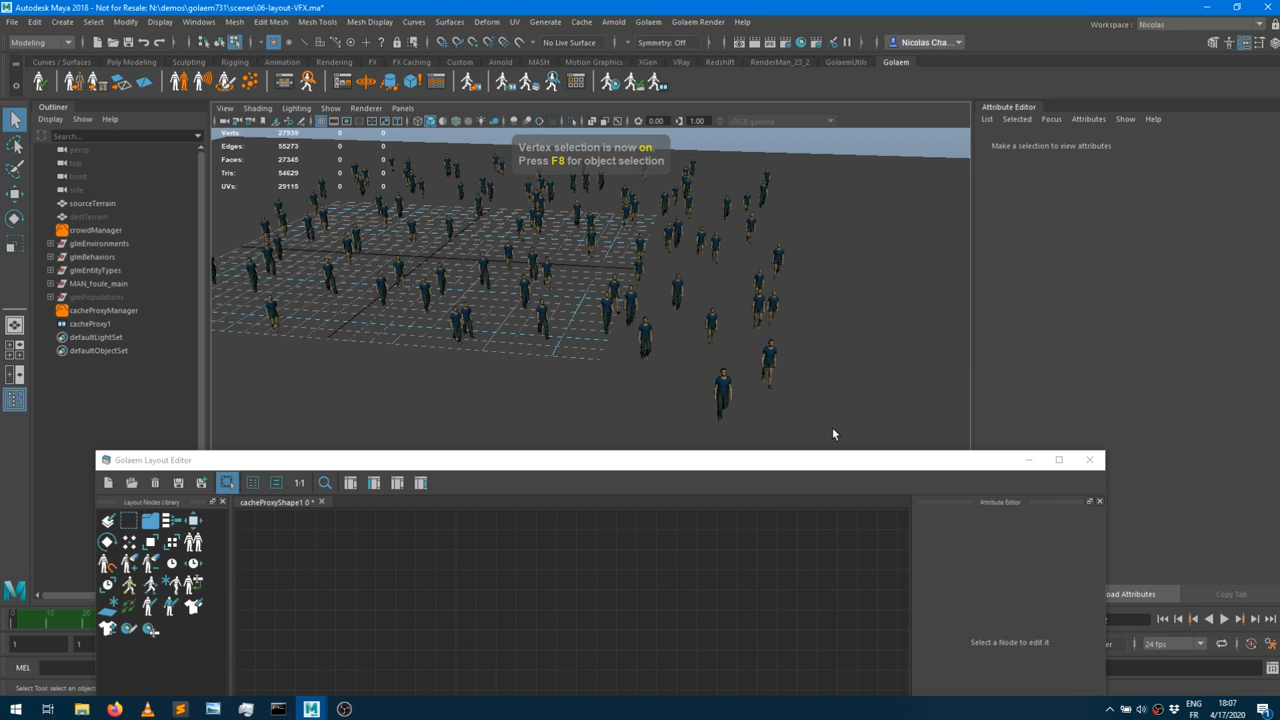 Autodesk Maya 2018 - Not for Resale: N:\demos\golaem731\scenes\06-layout-VFX.ma*
File Edit Create Select Modify Display Windows Mesh Edit Mesh Mesh Tools Mesh Display Curves Surfaces Deform UV Generate Cache Arnold Golaem Golaem Render Help
Workspace : Nicolas
Modeling No Live Surface Symmetry: Off Nicolas Cha...
Curves / Surfaces Poly Modeling Sculpting Rigging Animation Rendering FX FX Caching Custom Arnold MASH Motion Graphics XGen VRay Redshift RenderMan_23_2 GolaemUtils Golaem
Outliner
Display Show Help
Search...
persp
top
front
side
sourceTerrain
destTerrain
crowdManager
glmEnvironments
glmBehaviors
glmEntityTypes
MAN_foule_main
glmPopulations
cacheProxyManager
cacheProxy1
defaultLightSet
defaultObjectSet
View Shading Lighting Show Renderer Panels
0.00 1.00 sRGB gamma
Verts: 27939 0 0
Edges: 55273 0 0
Faces: 27345 0 0
Tris: 54629 0 0
UVs: 29115 0 0
Vertex selection is now on.
Press F8 for object selection
Attribute Editor
List Selected Focus Attributes Show Help
Make a selection to view attributes
Golaem Layout Editor
1:1
Layout Nodes Library
cacheProxyShape1 0 *
Attribute Editor
Select a Node to edit it
oad Attributes Copy Tab
0 10 20
1 1
24 fps
MEL
Select Tool: select an object
ENG
FR
18:07
4/17/2020